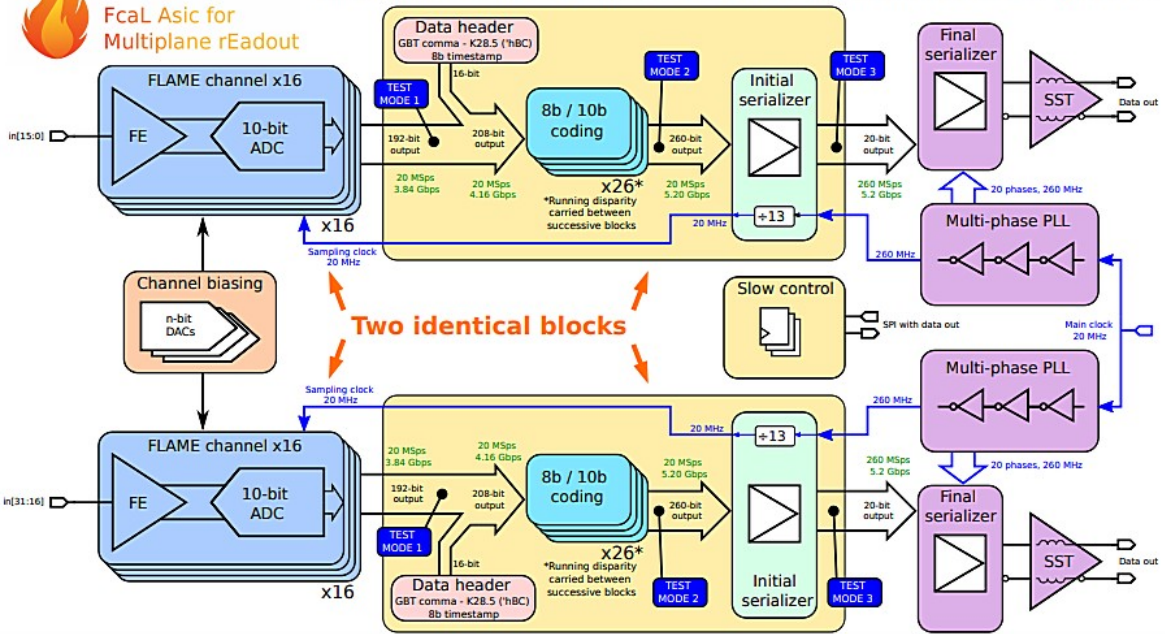 FcaL Asic for
Multiplane rEadout
FLAME channel x16
in[15:0]
FE
10-bit
ADC
x16
Data header
GBT comma - K28.5 ('hBC)
8b timestamp
16-bit
TEST
MODE 1
192-bit
output
208-bit
output
20 MSps
3.84 Gbps
20 MSps
4.16 Gbps
8b / 10b
coding
x26*
*Running disparity
carried between
successive blocks
TEST
MODE 2
260-bit
output
20 MSps
5.20 Gbps
Initial
serializer
÷13
20 MHz
Sampling clock
20 MHz
TEST
MODE 3
20-bit
output
260 MSps
5.2 Gbps
Final
serializer
SST
Data out
20 phases, 260 MHz
Multi-phase PLL
260 MHz
Channel biasing
n-bit
DACs
Two identical blocks
Slow control
SPI with data out
Main clock
20 MHz
Multi-phase PLL
260 MHz
20 phases, 260 MHz
Sampling clock
20 MHz
20 MHz
÷13
FLAME channel x16
in[31:16]
FE
10-bit
ADC
x16
20 MSps
3.84 Gbps
20 MSps
4.16 Gbps
192-bit
output
208-bit
output
TEST
MODE 1
16-bit
Data header
GBT comma - K28.5 ('hBC)
8b timestamp
8b / 10b
coding
x26*
*Running disparity
carried between
successive blocks
20 MSps
5.20 Gbps
260-bit
output
TEST
MODE 2
Initial
serializer
260 MSps
5.2 Gbps
20-bit
output
TEST
MODE 3
Final
serializer
SST
Data out